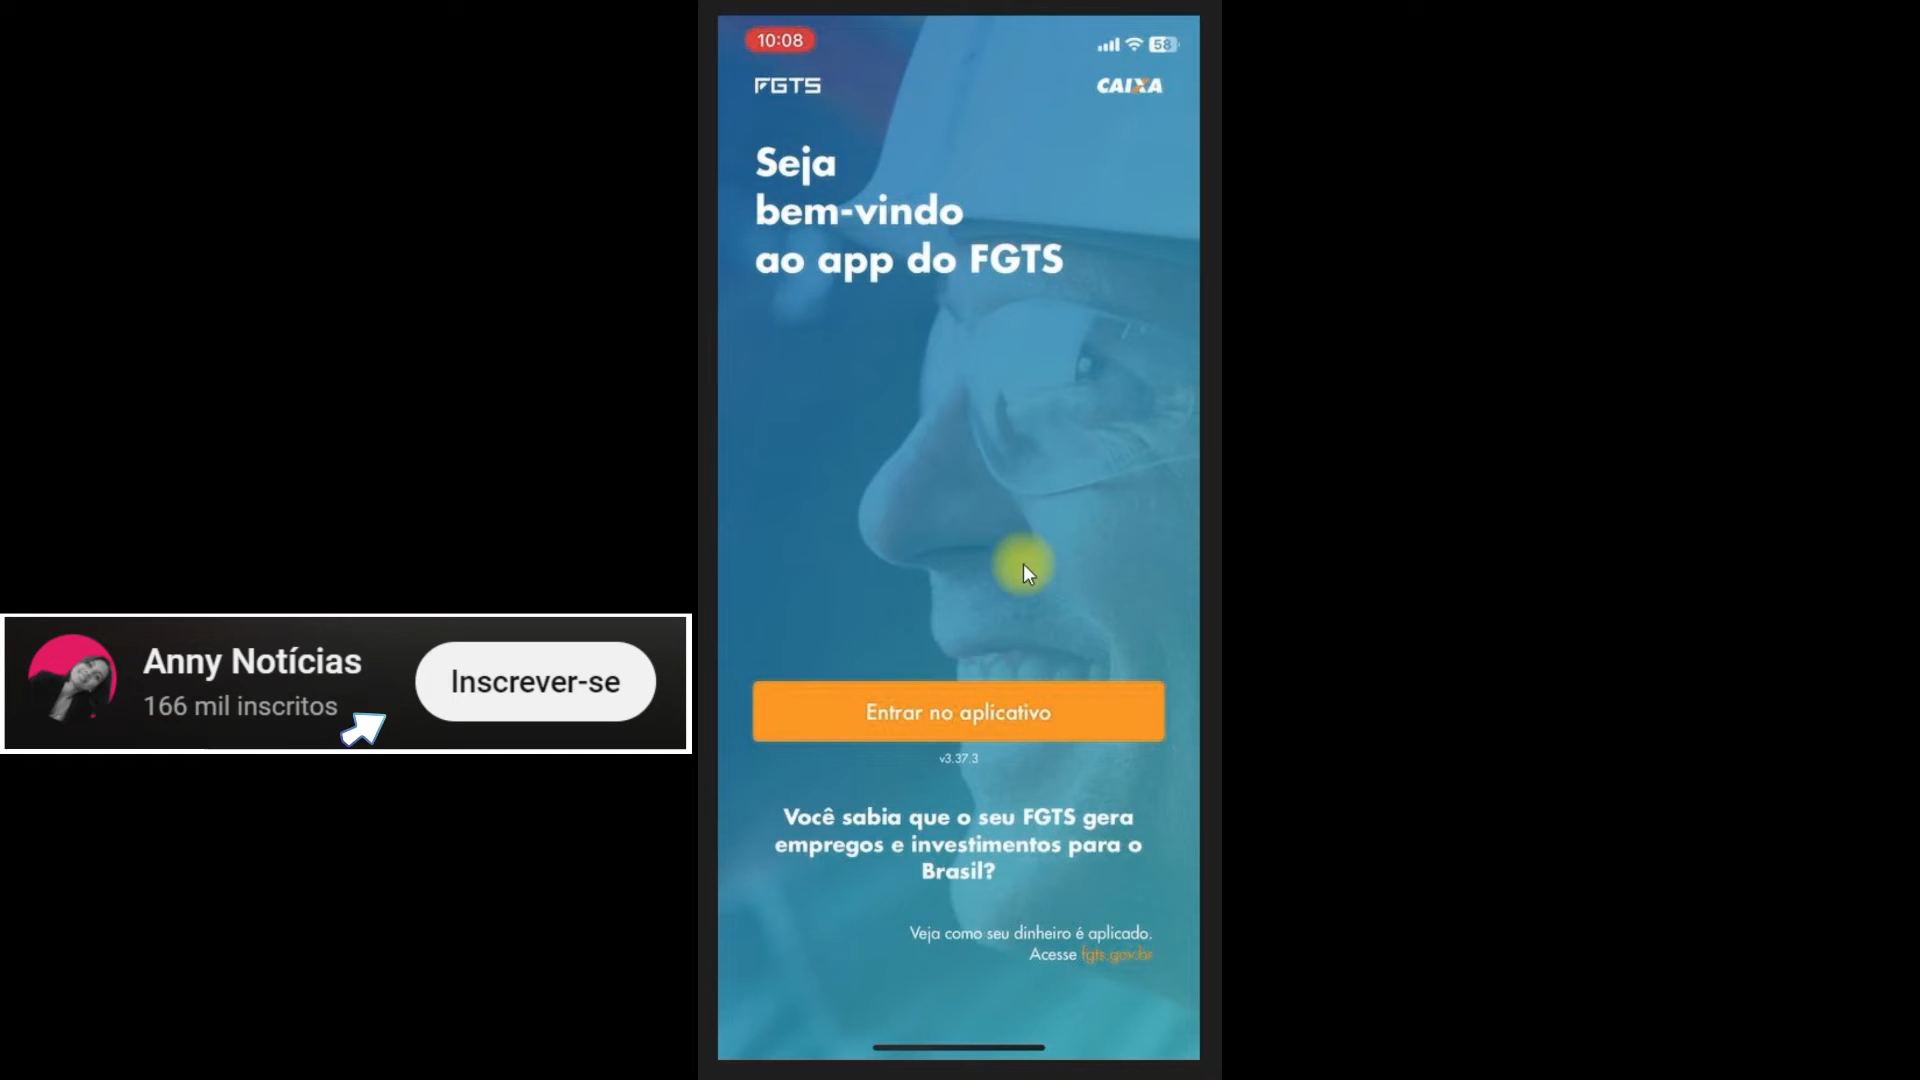 10:08
58
FGTS
CAIXA
Seja
bem-vindo
ao app do FGTS
Anny Notícias
166 mil inscritos
Inscrever-se
Entrar no aplicativo
v3.37.3
Você sabia que o seu FGTS gera
empregos e investimentos para o
Brasil?
Veja como seu dinheiro é aplicado.
Acesse fgts.gov.br